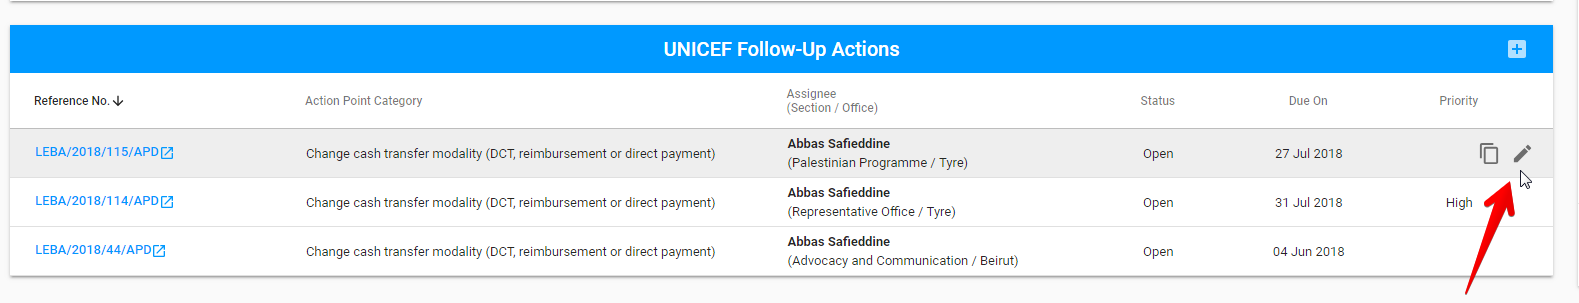 UNICEF Follow-Up Actions
Reference No. Action Point Category Assignee (Section / Office) Status Due On Priority
LEBA/2018/115/APD Change cash transfer modality (DCT, reimbursement or direct payment) Abbas Safieddine Open 27 Jul 2018
(Palestinian Programme / Tyre)
LEBA/2018/114/APD Change cash transfer modality (DCT, reimbursement or direct payment) Abbas Safieddine Open 31 Jul 2018 High
(Representative Office / Tyre)
LEBA/2018/44/APD Change cash transfer modality (DCT, reimbursement or direct payment) Abbas Safieddine Open 04 Jun 2018
(Advocacy and Communication / Beirut)